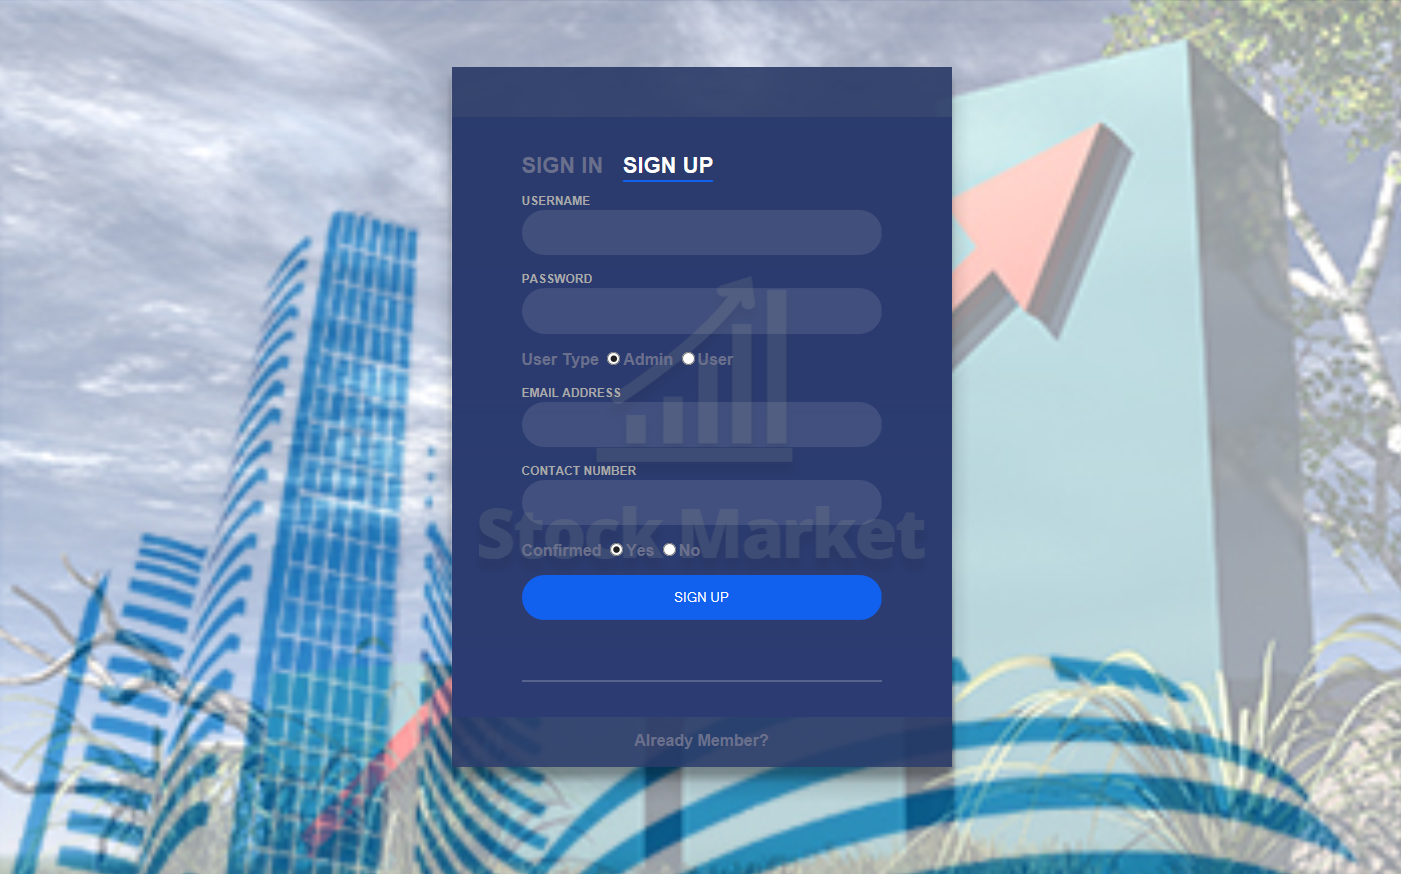 SIGN IN SIGN UP
USERNAME
PASSWORD
User Type Admin User
EMAIL ADDRESS
CONTACT NUMBER
Stock Market
Confirmed Yes No
SIGN UP
Already Member?